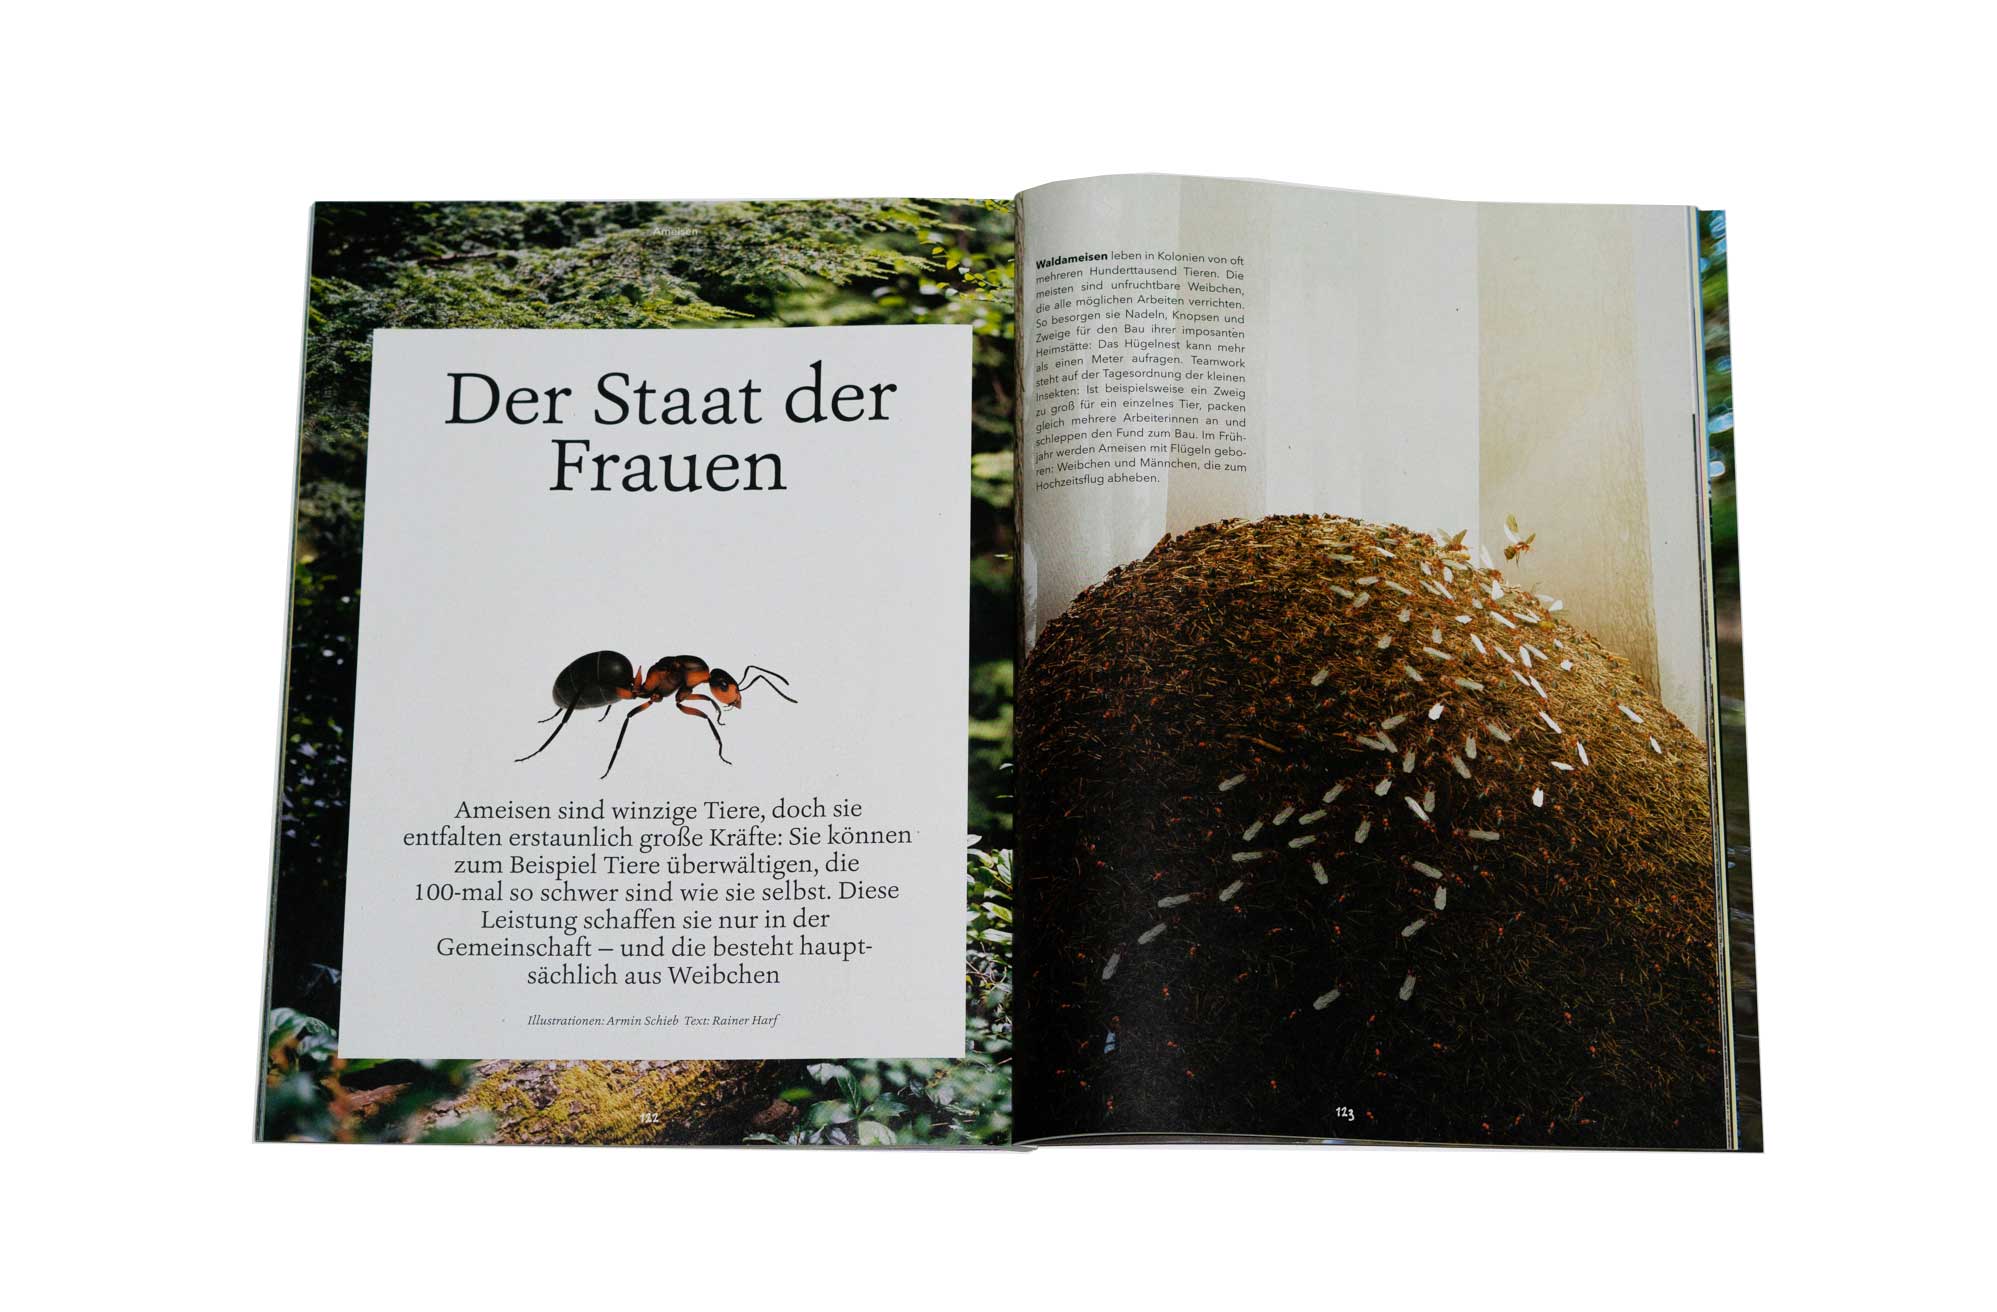 Ameisen
Der Staat der
Frauen
Ameisen sind winzige Tiere, doch sie
entfalten erstaunlich große Kräfte: Sie können
zum Beispiel Tiere überwältigen, die
100-mal so schwer sind wie sie selbst. Diese
Leistung schaffen sie nur in der
Gemeinschaft – und die besteht haupt-
sächlich aus Weibchen
Illustrationen: Armin Schieb Text: Rainer Harf
122
Waldameisen leben in Kolonien von oft
mehreren Hunderttausend Tieren. Die
meisten sind unfruchtbare Weibchen,
die alle möglichen Arbeiten verrichten.
So besorgen sie Nadeln, Knopsen und
Zweige für den Bau ihrer imposanten
Heimstätte: Das Hügelnest kann mehr
als einen Meter aufragen. Teamwork
steht auf der Tagesordnung der kleinen
Insekten: Ist beispielsweise ein Zweig
zu groß für ein einzelnes Tier, packen
gleich mehrere Arbeiterinnen an und
schleppen den Fund zum Bau. Im Früh-
jahr werden Ameisen mit Flügeln gebo-
ren: Weibchen und Männchen, die zum
Hochzeitsflug abheben.
123